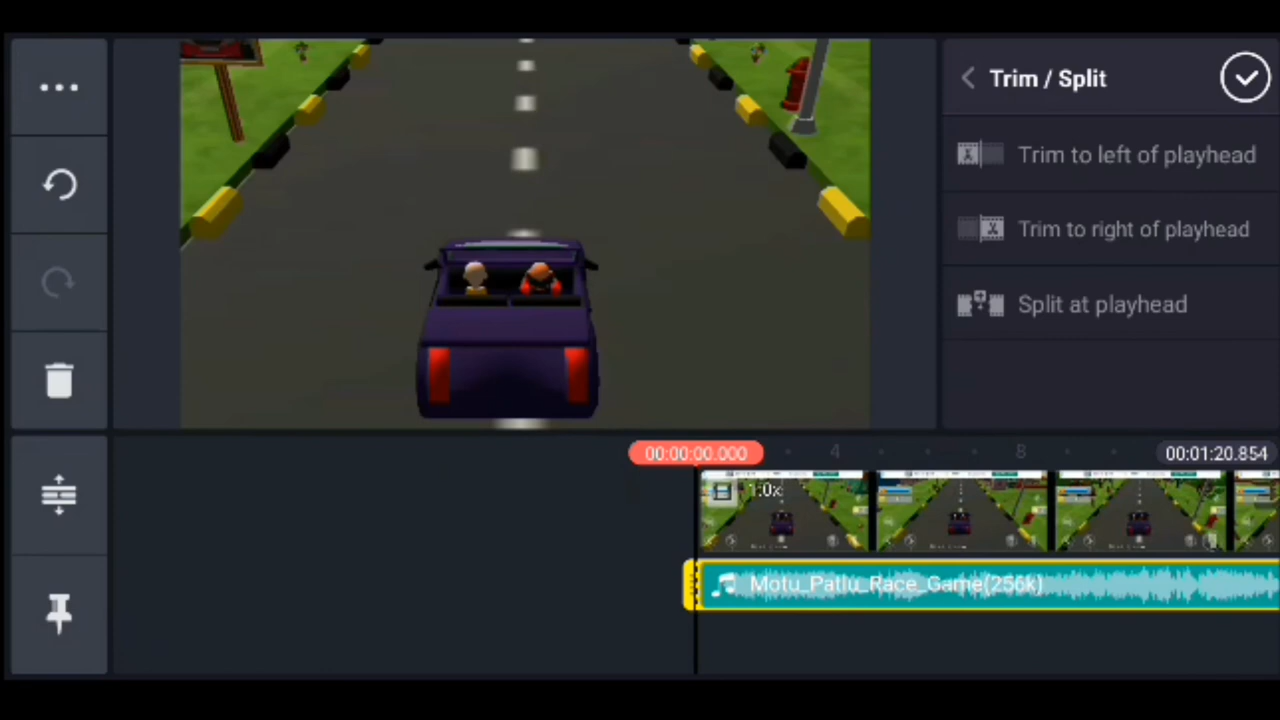 Trim / Split
Trim to left of playhead
Trim to right of playhead
Split at playhead
00:00:00.000
4
8
00:01:20.854
1.0x
Motu_Patlu_Race_Game(256k)